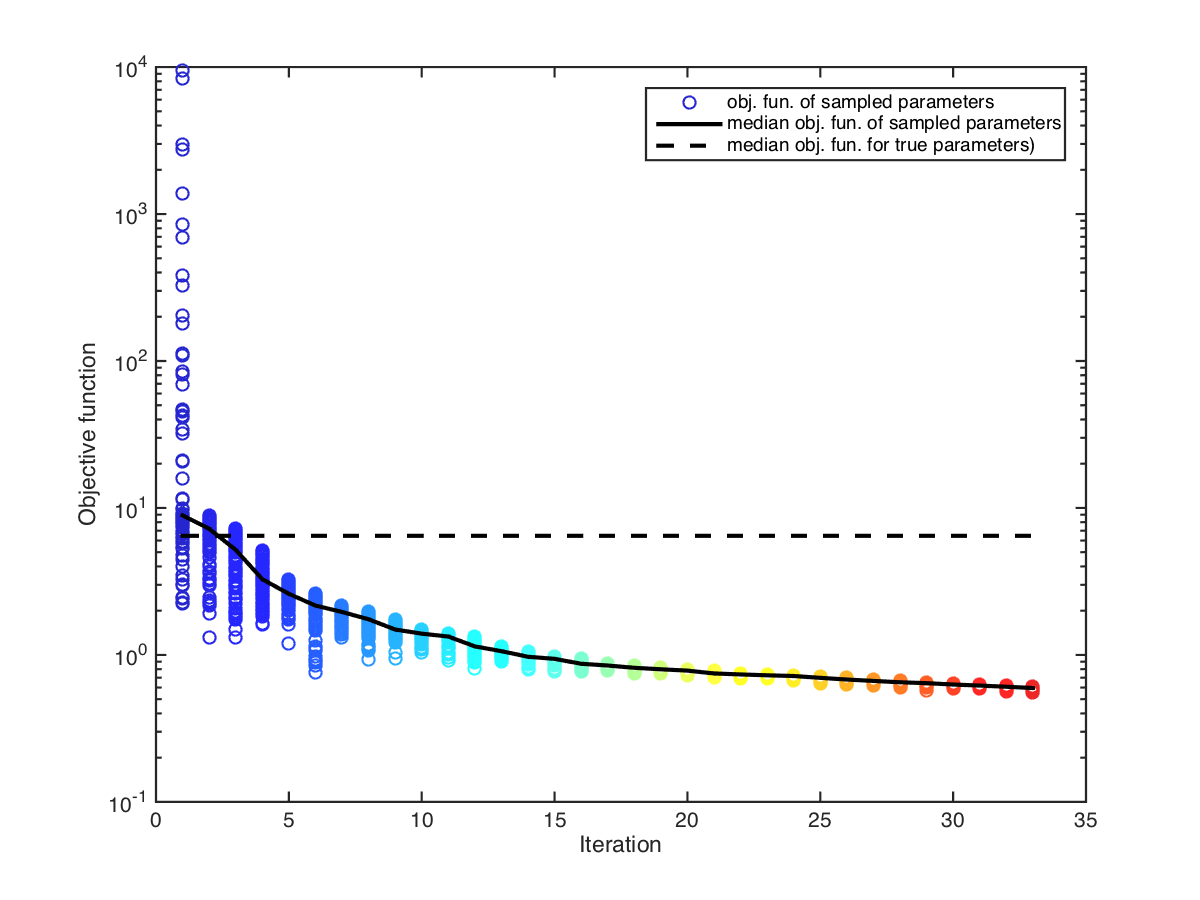 10^4
obj. fun. of sampled parameters
median obj. fun. of sampled parameters
median obj. fun. for true parameters)
10^3
10^2
Objective function
10^1
10^0
10^-1
0 5 10 15 20 25 30 35
Iteration